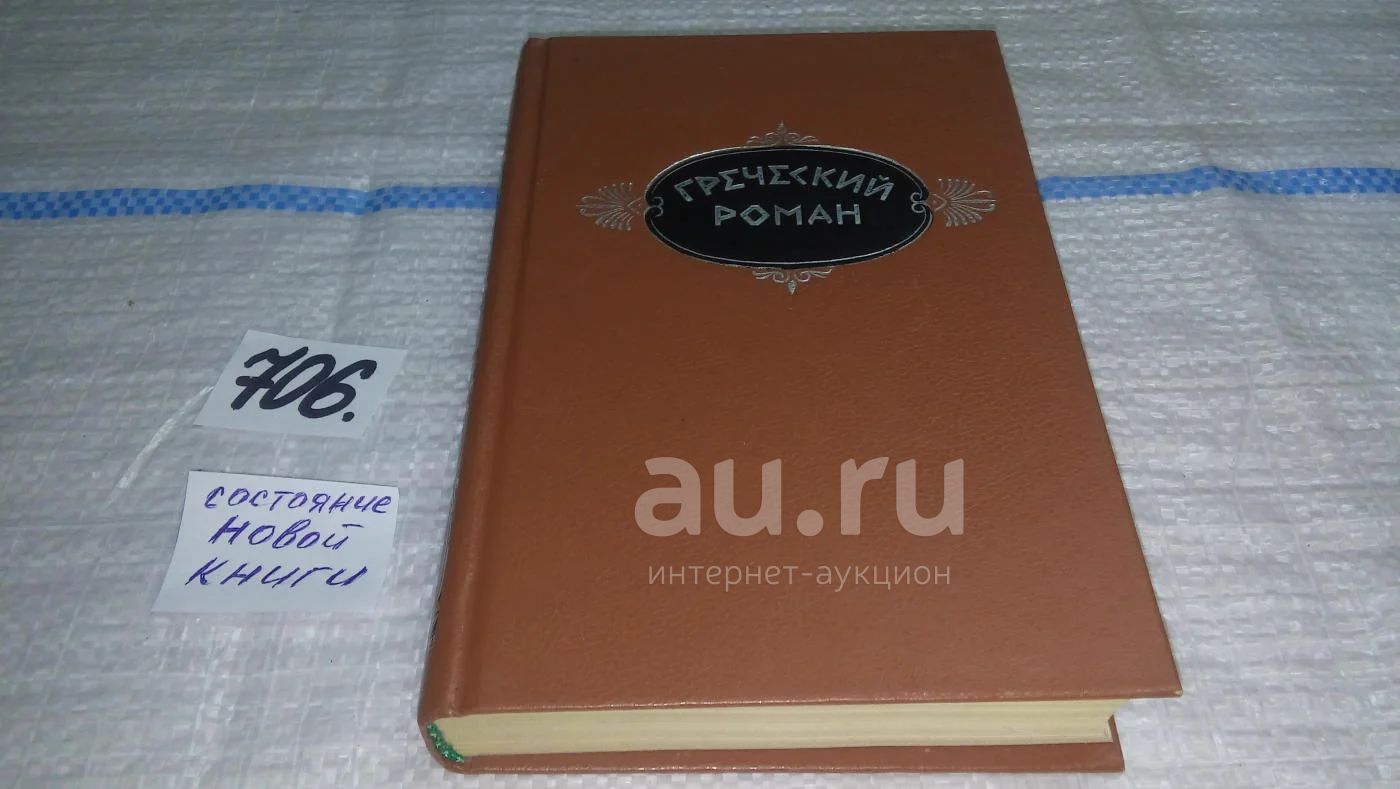 ГРЕЧЕСКИЙ
РОМАН
706.
состояние
новой
книги
au.ru
интернет-аукцион